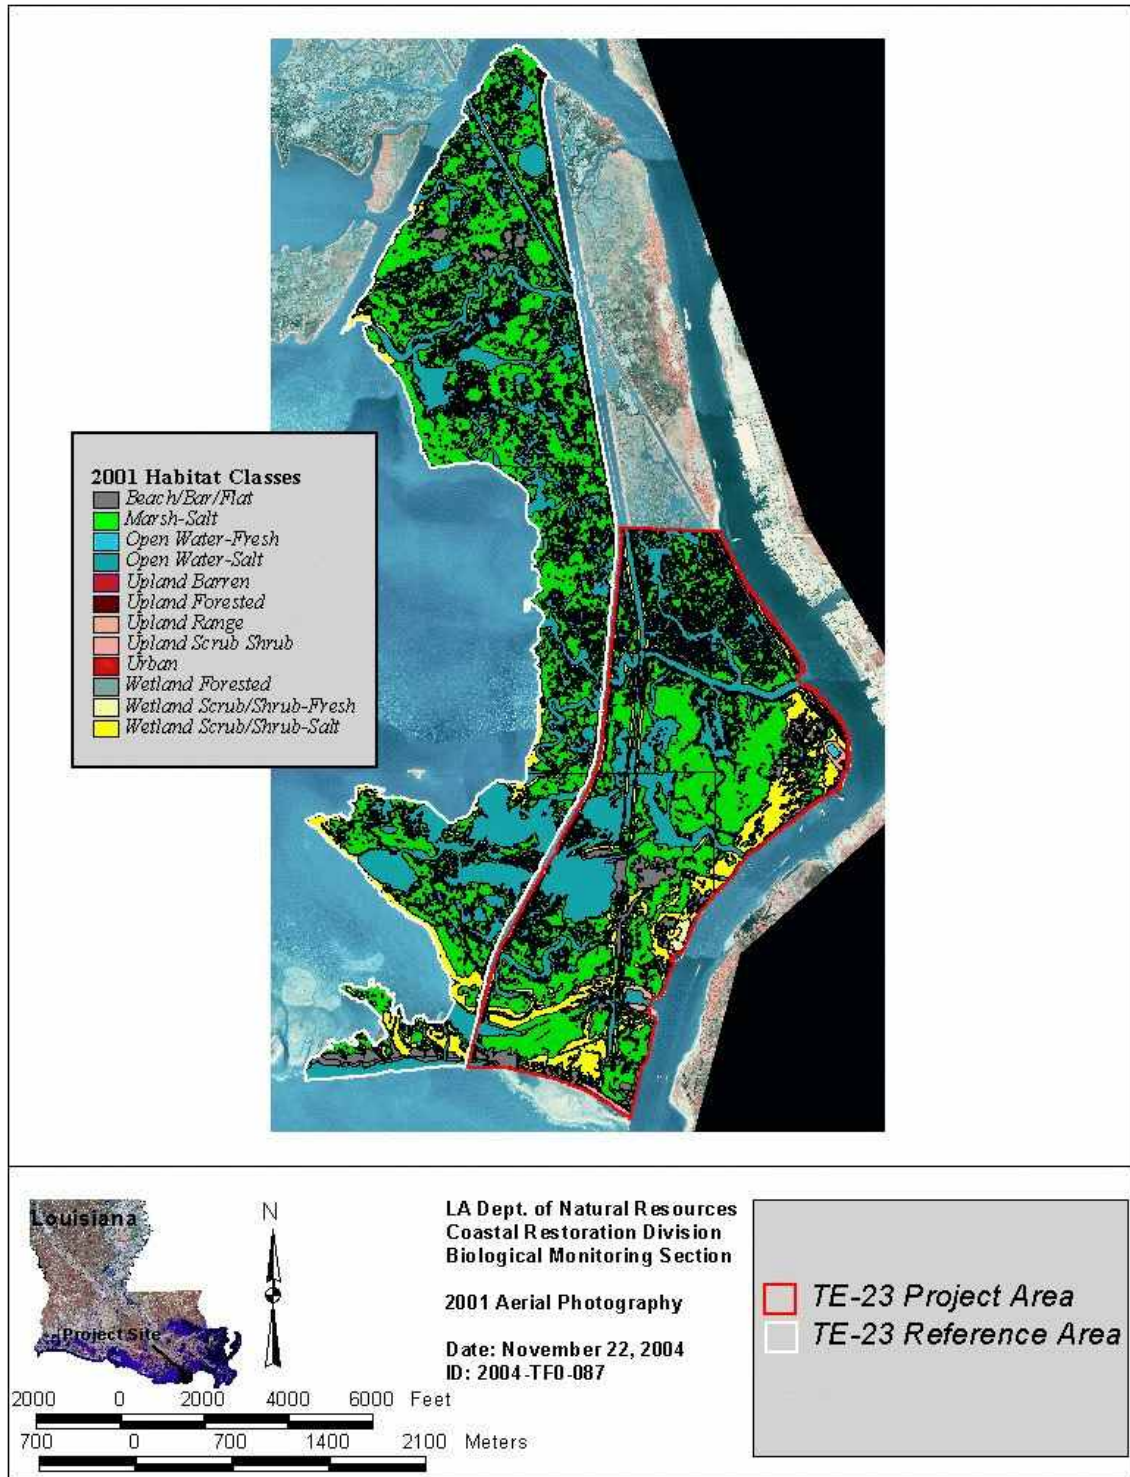 2001 Habitat Classes
Beach/Bar/Flat
Marsh-Salt
Open Water-Fresh
Open Water-Salt
Upland Barren
Upland Forested
Upland Range
Upland Scrub Shrub
Urban
Wetland Forested
Wetland Scrub/Shrub-Fresh
Wetland Scrub/Shrub-Salt
Louisiana
Project Site
N
LA Dept. of Natural Resources
Coastal Restoration Division
Biological Monitoring Section
2001 Aerial Photography
Date: November 22, 2004
ID: 2004-TF0-087
TE-23 Project Area
TE-23 Reference Area
2000 0 2000 4000 6000 Feet
700 0 700 1400 2100 Meters